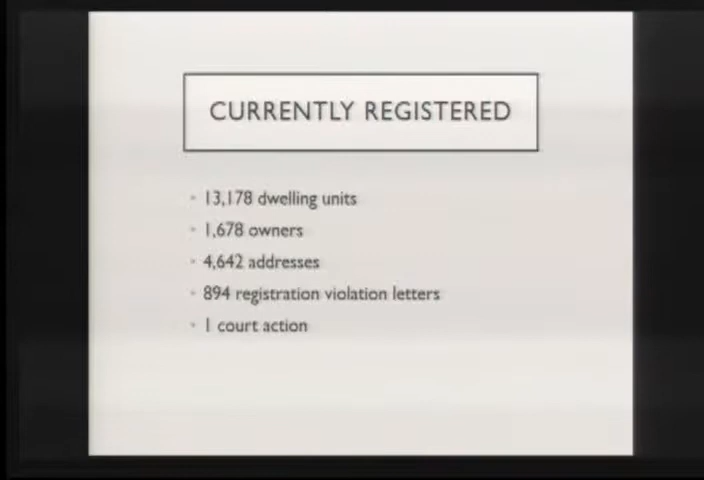 CURRENTLY REGISTERED
13,178 dwelling units
1,678 owners
4,642 addresses
894 registration violation letters
1 court action